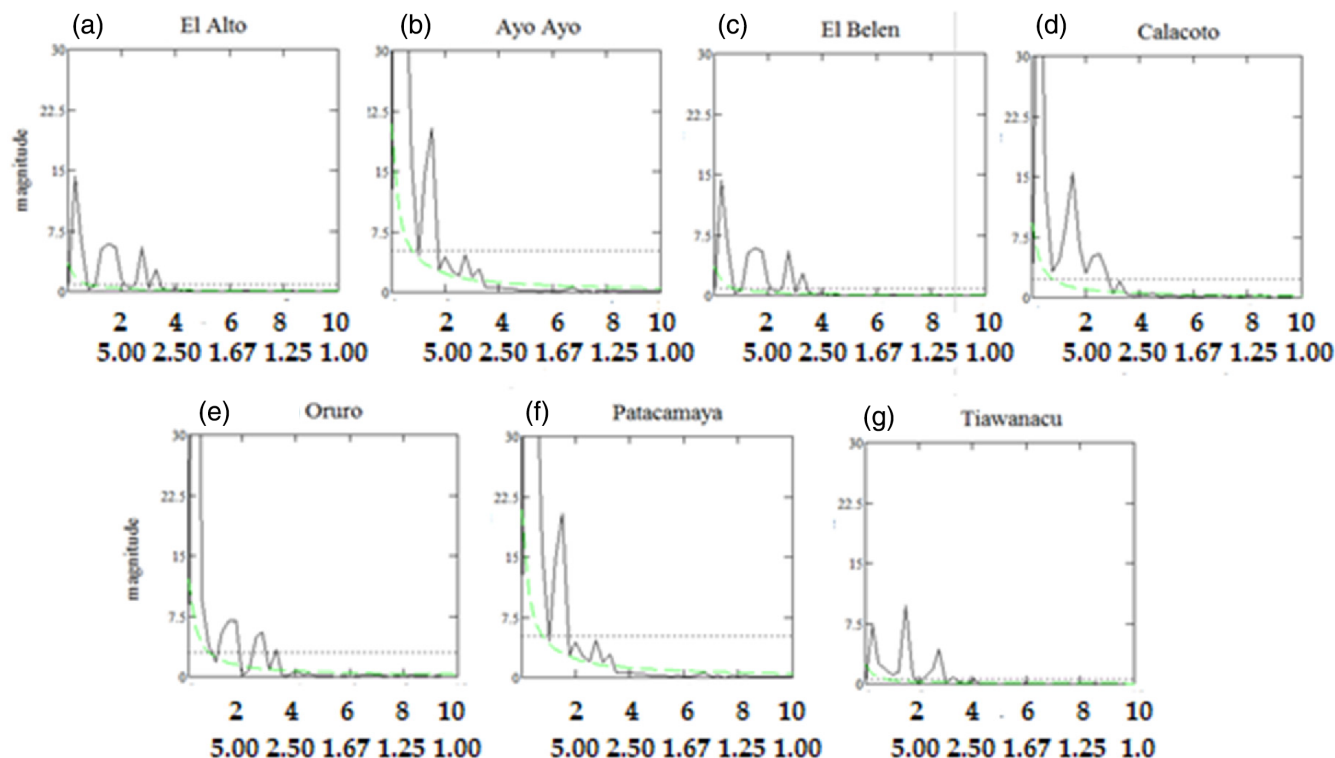 (a) El Alto (b) Ayo Ayo (c) El Belen (d) Calacoto
30 22.5 15 7.5 0
magnitude
30 12.5 15 7.5 0
30 22.5 15 7.5 0
30 22.5 15 7.5 0
2 4 6 8 10 2 4 6 8 10 2 4 6 8 10 2 4 6 8 10
5.00 2.50 1.67 1.25 1.00 5.00 2.50 1.67 1.25 1.00 5.00 2.50 1.67 1.25 1.00 5.00 2.50 1.67 1.25 1.00
(e) Oruro (f) Patacamaya (g) Tiawanacu
30 22.5 15 7.5 0
magnitude
30 22.5 15 7.5 0
30 22.5 15 7.5 0
2 4 6 8 10 2 4 6 8 10 2 4 6 8 10
5.00 2.50 1.67 1.25 1.00 5.00 2.50 1.67 1.25 1.00 5.00 2.50 1.67 1.25 1.0